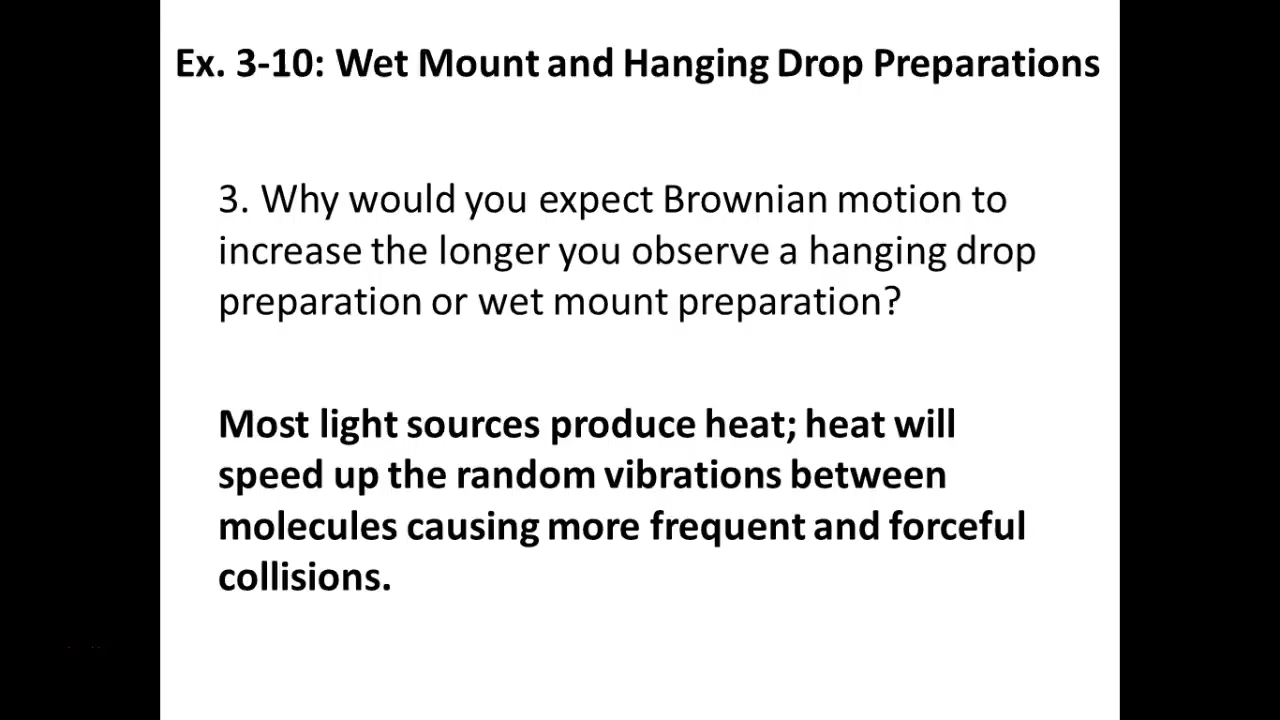 Ex. 3-10: Wet Mount and Hanging Drop Preparations
3. Why would you expect Brownian motion to
increase the longer you observe a hanging drop
preparation or wet mount preparation?
Most light sources produce heat; heat will
speed up the random vibrations between
molecules causing more frequent and forceful
collisions.